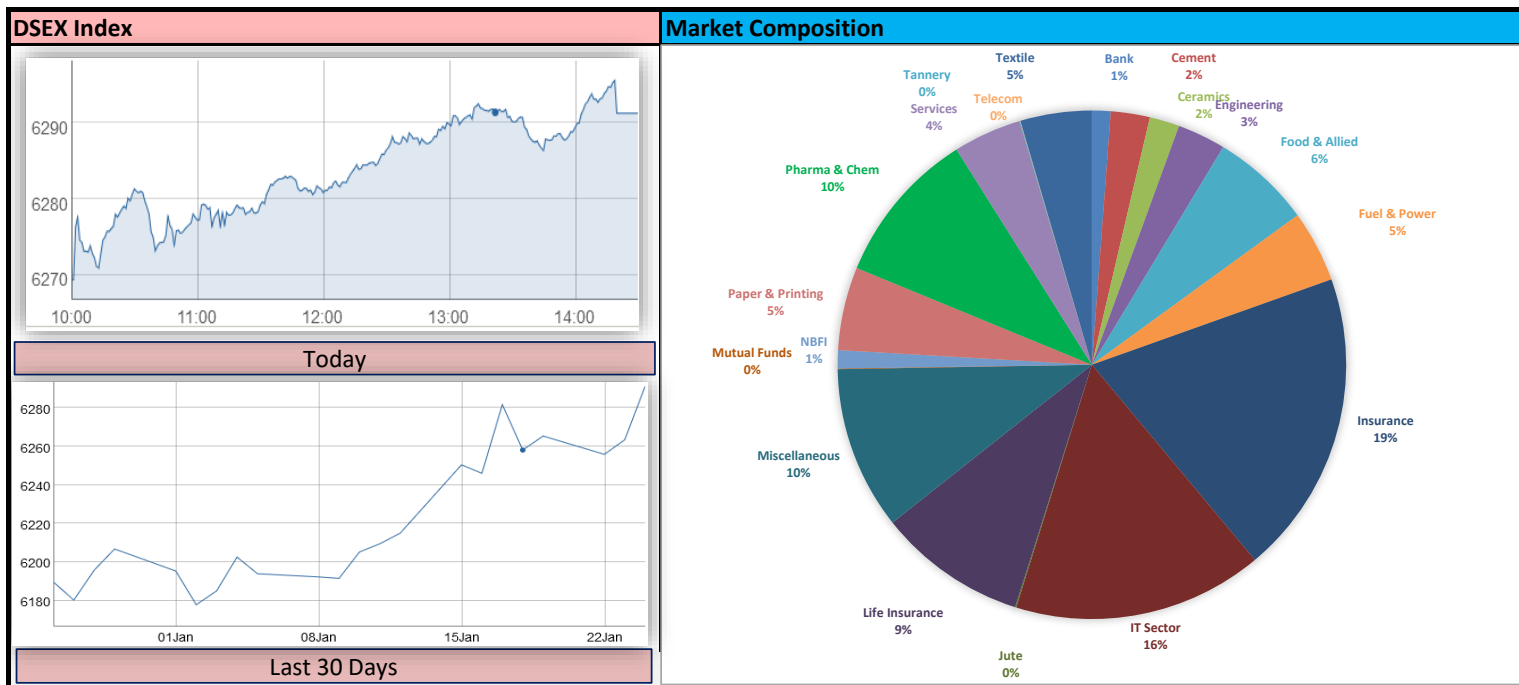 DSEX Index
6290
6280
6270
10:00
11:00
12:00
13:00
14:00
Today
6280
6260
6240
6220
6200
6180
01Jan
08Jan
15Jan
22Jan
Last 30 Days
Market Composition
Textile
5%
Bank
1%
Cement
2%
Ceramics
2%
Engineering
3%
Food & Allied
6%
Fuel & Power
5%
Insurance
19%
IT Sector
16%
Jute
0%
Life Insurance
9%
Miscellaneous
10%
Mutual Funds
0%
NBFI
1%
Paper & Printing
5%
Pharma & Chem
10%
Services
4%
Tannery
0%
Telecom
0%